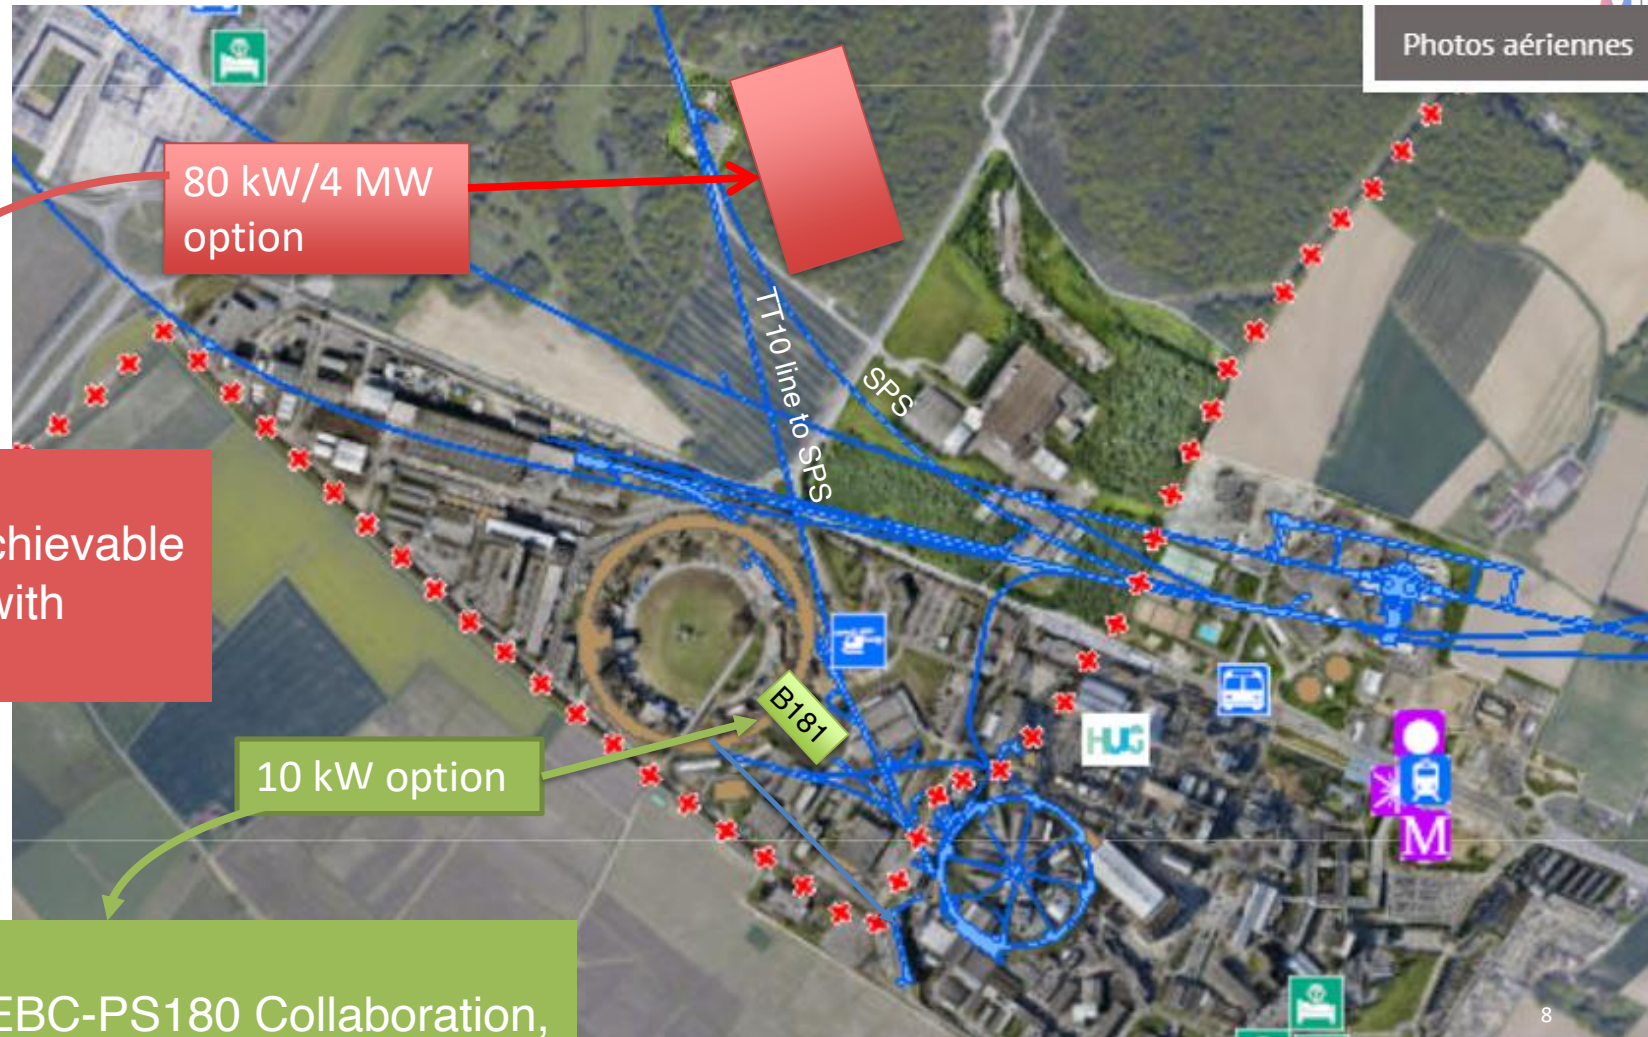 Photos aériennes
80 kW/4 MW
option
TT10 line to SPS
SPS
chievable
with
B181
10 kW option
HUG
M
EBC-PS180 Collaboration,
8